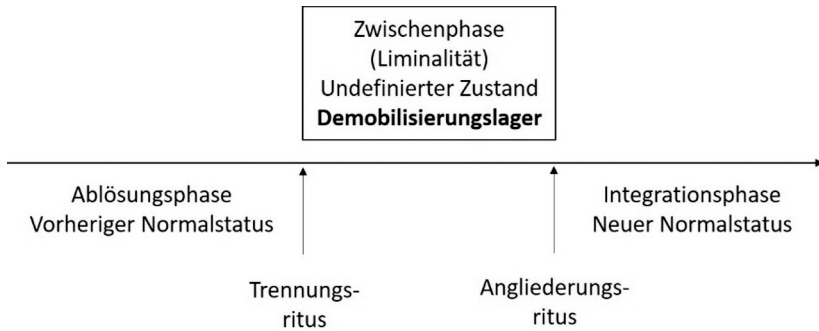 Zwischenphase
(Liminalität)
Undefinierter Zustand
Demobilisierungslager
Ablösungsphase
Vorheriger Normalstatus
Integrationsphase
Neuer Normalstatus
Trennungs-
ritus
Angliederungs-
ritus